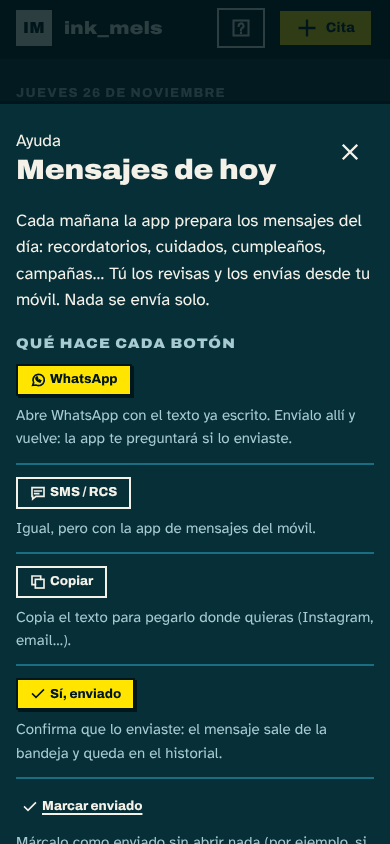 IM ink_mels ? Cita
JUEVES 26 DE NOVIEMBRE
Ayuda
Mensajes de hoy
Cada mañana la app prepara los mensajes del
día: recordatorios, cuidados, cumpleaños,
campañas... Tú los revisas y los envías desde tu
móvil. Nada se envía solo.
QUÉ HACE CADA BOTÓN
WhatsApp
Abre WhatsApp con el texto ya escrito. Envíalo allí y
vuelve: la app te preguntará si lo enviaste.
SMS / RCS
Igual, pero con la app de mensajes del móvil.
Copiar
Copia el texto para pegarlo donde quieras (Instagram,
email...).
Sí, enviado
Confirma que lo enviaste: el mensaje sale de la
bandeja y queda en el historial.
Marcar enviado
Márcalo como enviado sin abrir nada (por ejemplo, si